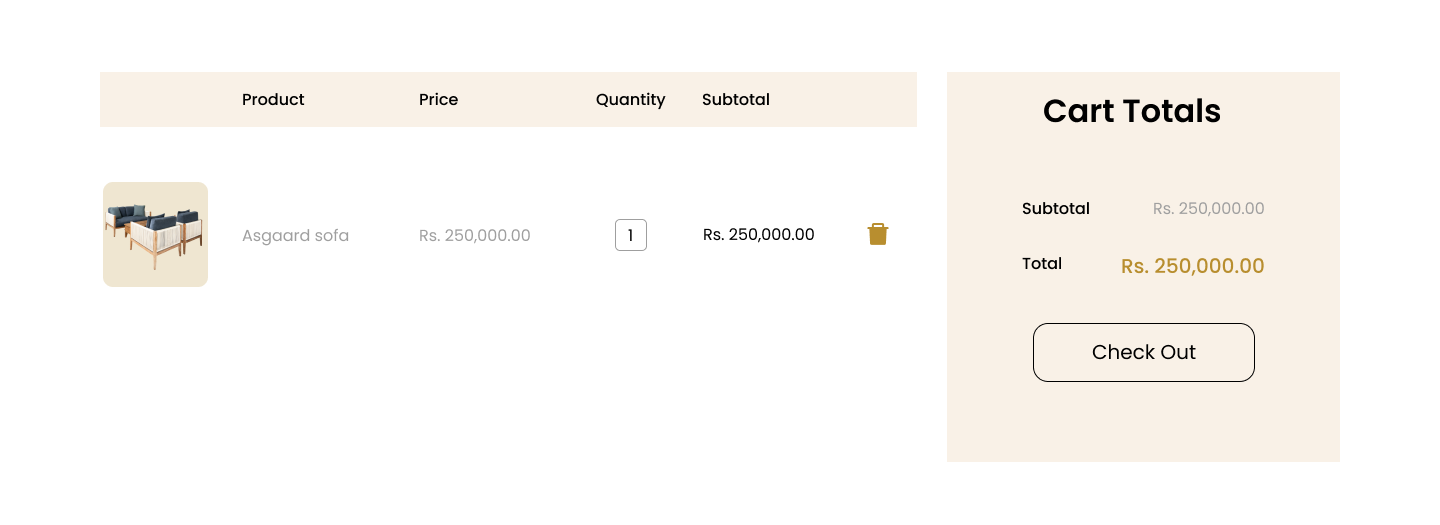 Product Price Quantity Subtotal
Asgaard sofa Rs. 250,000.00 1 Rs. 250,000.00
Cart Totals
Subtotal Rs. 250,000.00
Total Rs. 250,000.00
Check Out